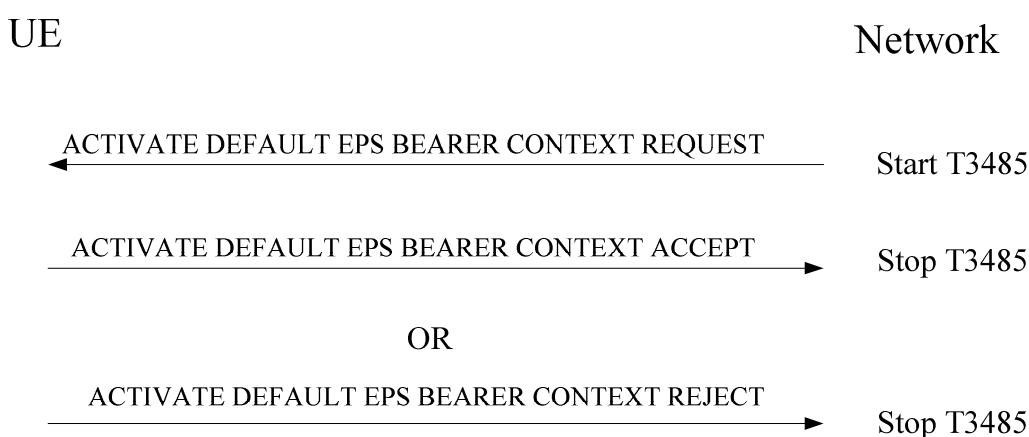 UE
Network
ACTIVATE DEFAULT EPS BEARER CONTEXT REQUEST
Start T3485
ACTIVATE DEFAULT EPS BEARER CONTEXT ACCEPT
Stop T3485
OR
ACTIVATE DEFAULT EPS BEARER CONTEXT REJECT
Stop T3485